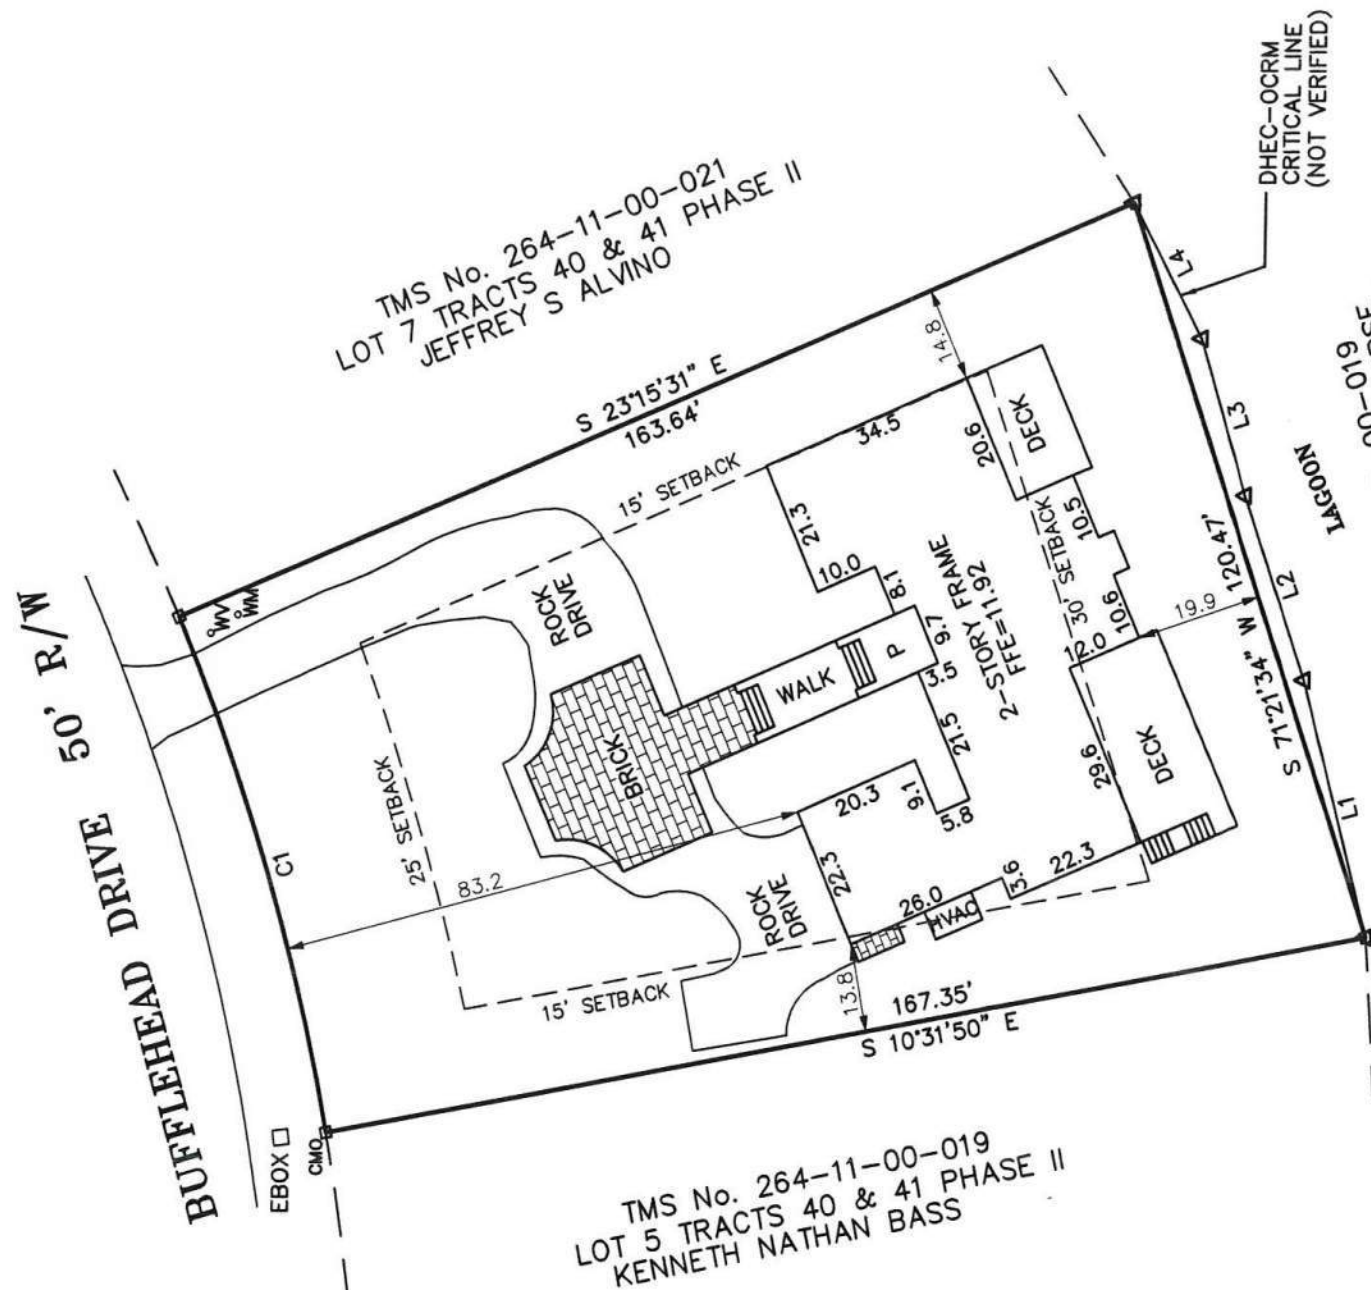 BUFFLEHEAD DRIVE 50' R/W
TMS No. 264-11-00-021
LOT 7 TRACTS 40 & 41 PHASE II
JEFFREY S ALVINO
DHEC-OCRM
CRITICAL LINE
(NOT VERIFIED)
S 23°15'31" E
163.64'
WV
WM
15' SETBACK
25' SETBACK
C1
83.2
ROCK
DRIVE
BRICK
WALK
P
2-STORY FRAME
FFE=11.92
34.5
21.3
10.0
8.1
9.7
3.5
21.5
5.8
9.1
20.3
22.3
14.8
20.6
DECK
10.5
30' SETBACK
10.6
12.0
19.9
29.6
DECK
ROCK
DRIVE
26.0
HVAC
3.6
22.3
13.8
15' SETBACK
167.35'
S 10°31'50" E
S 71°21'34" W 120.47'
LAGOON
L1
L2
L3
L4
00-019
EBOX
CMO
TMS No. 264-11-00-019
LOT 5 TRACTS 40 & 41 PHASE II
KENNETH NATHAN BASS